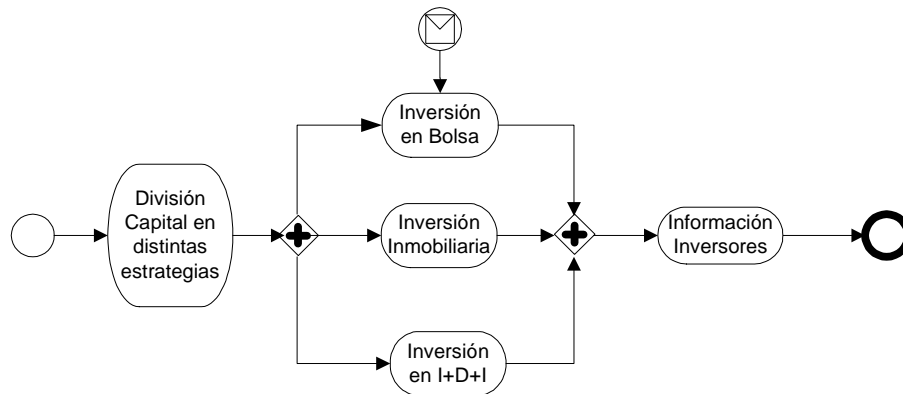 División
Capital en
distintas
estrategias
Inversión
en Bolsa
Inversión
Inmobiliaria
Inversión
en I+D+I
Información
Inversores